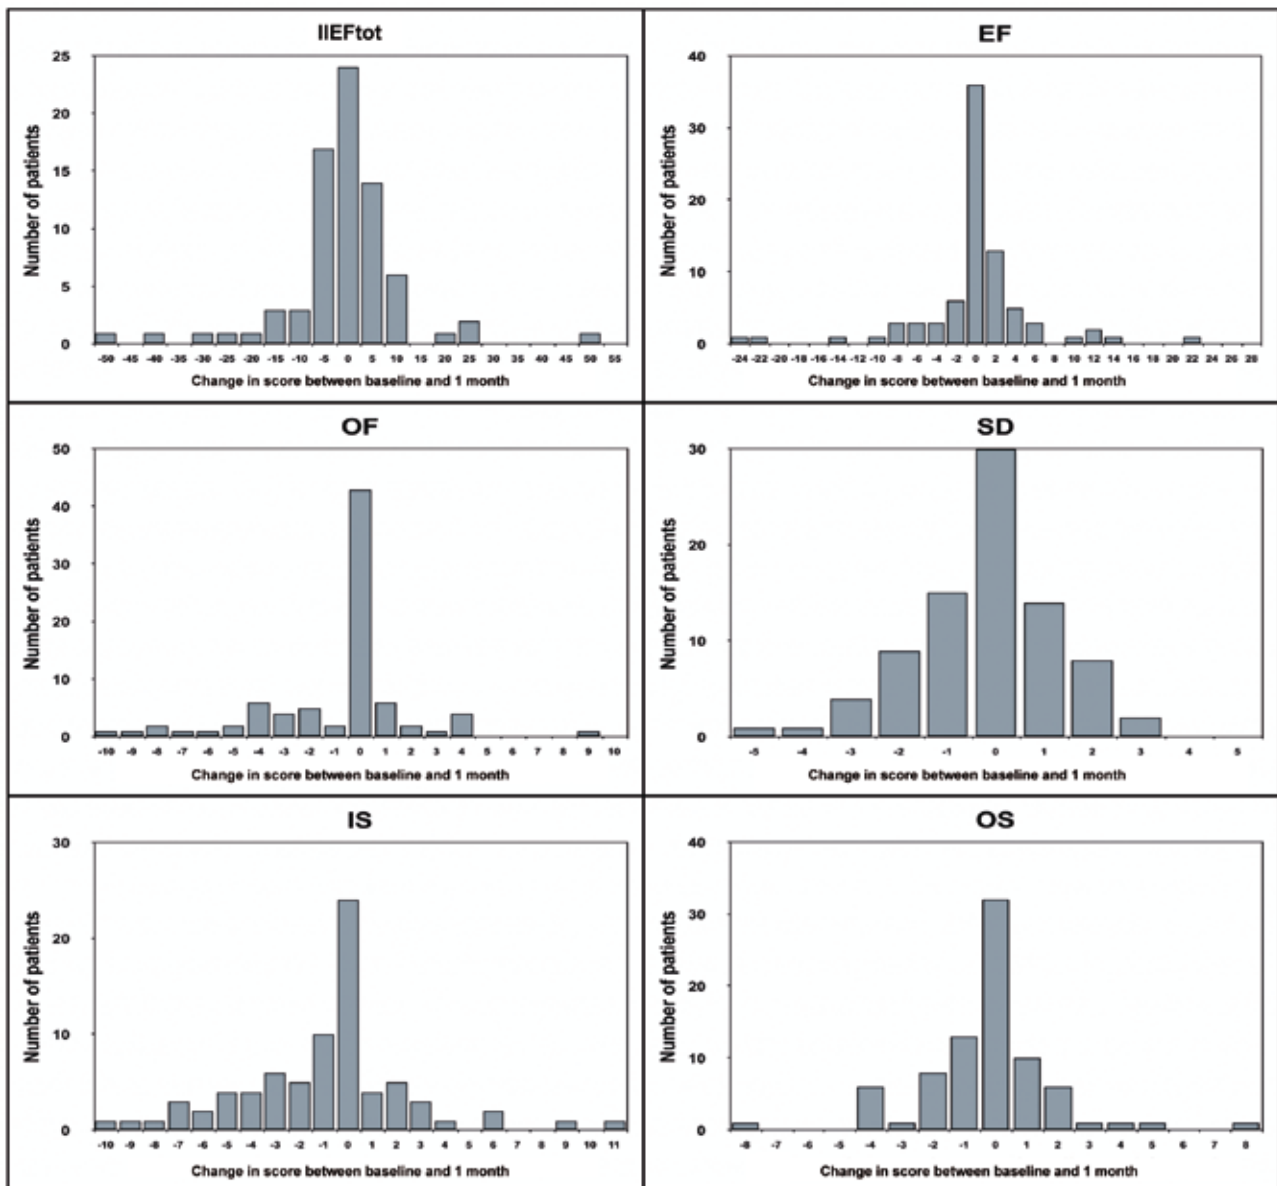 IIEFtot
25
20
15
10
5
0
Number of patients
-50 -45 -40 -35 -30 -25 -20 -15 -10 -5 0 5 10 15 20 25 30 35 40 45 50 55
Change in score between baseline and 1 month
EF
40
30
20
10
0
Number of patients
-24 -22 -20 -18 -16 -14 -12 -10 -8 -6 -4 -2 0 2 4 6 8 10 12 14 16 18 20 22 24 26 28
Change in score between baseline and 1 month
OF
50
40
30
20
10
0
Number of patients
-10 -9 -8 -7 -6 -5 -4 -3 -2 -1 0 1 2 3 4 5 6 7 8 9 10
Change in score between baseline and 1 month
SD
30
20
10
0
Number of patients
-5 -4 -3 -2 -1 0 1 2 3 4 5
Change in score between baseline and 1 month
IS
30
20
10
0
Number of patients
-10 -9 -8 -7 -6 -5 -4 -3 -2 -1 0 1 2 3 4 5 6 7 8 9 10 11
Change in score between baseline and 1 month
OS
40
30
20
10
0
Number of patients
-8 -7 -6 -5 -4 -3 -2 -1 0 1 2 3 4 5 6 7 8
Change in score between baseline and 1 month